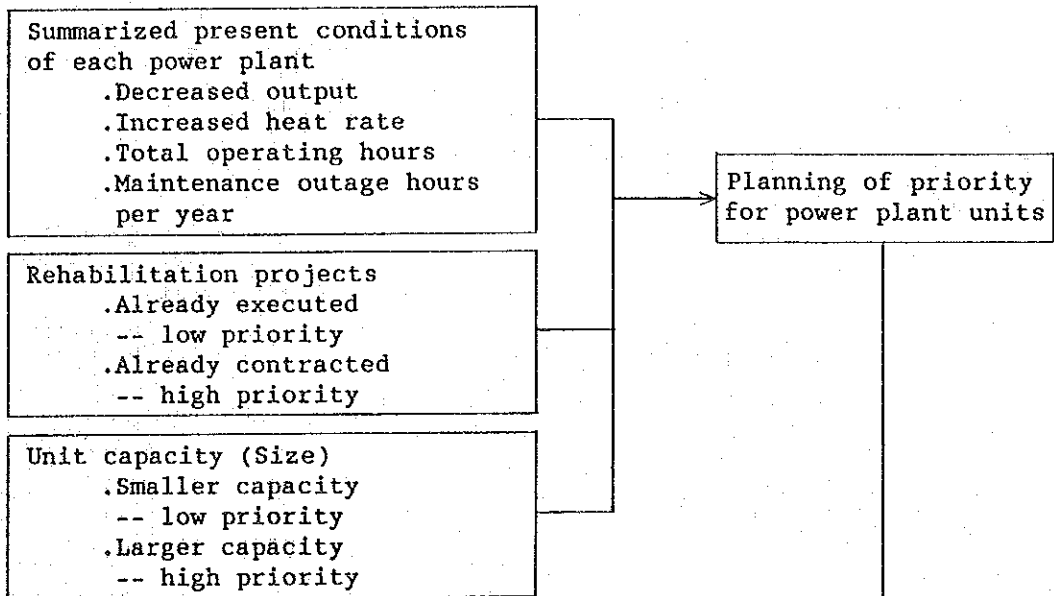 Summarized present conditions
of each power plant
.Decreased output
.Increased heat rate
.Total operating hours
.Maintenance outage hours
per year
Planning of priority
for power plant units
Rehabilitation projects
.Already executed
-- low priority
.Already contracted
-- high priority
Unit capacity (Size)
.Smaller capacity
-- low priority
.Larger capacity
-- high priority